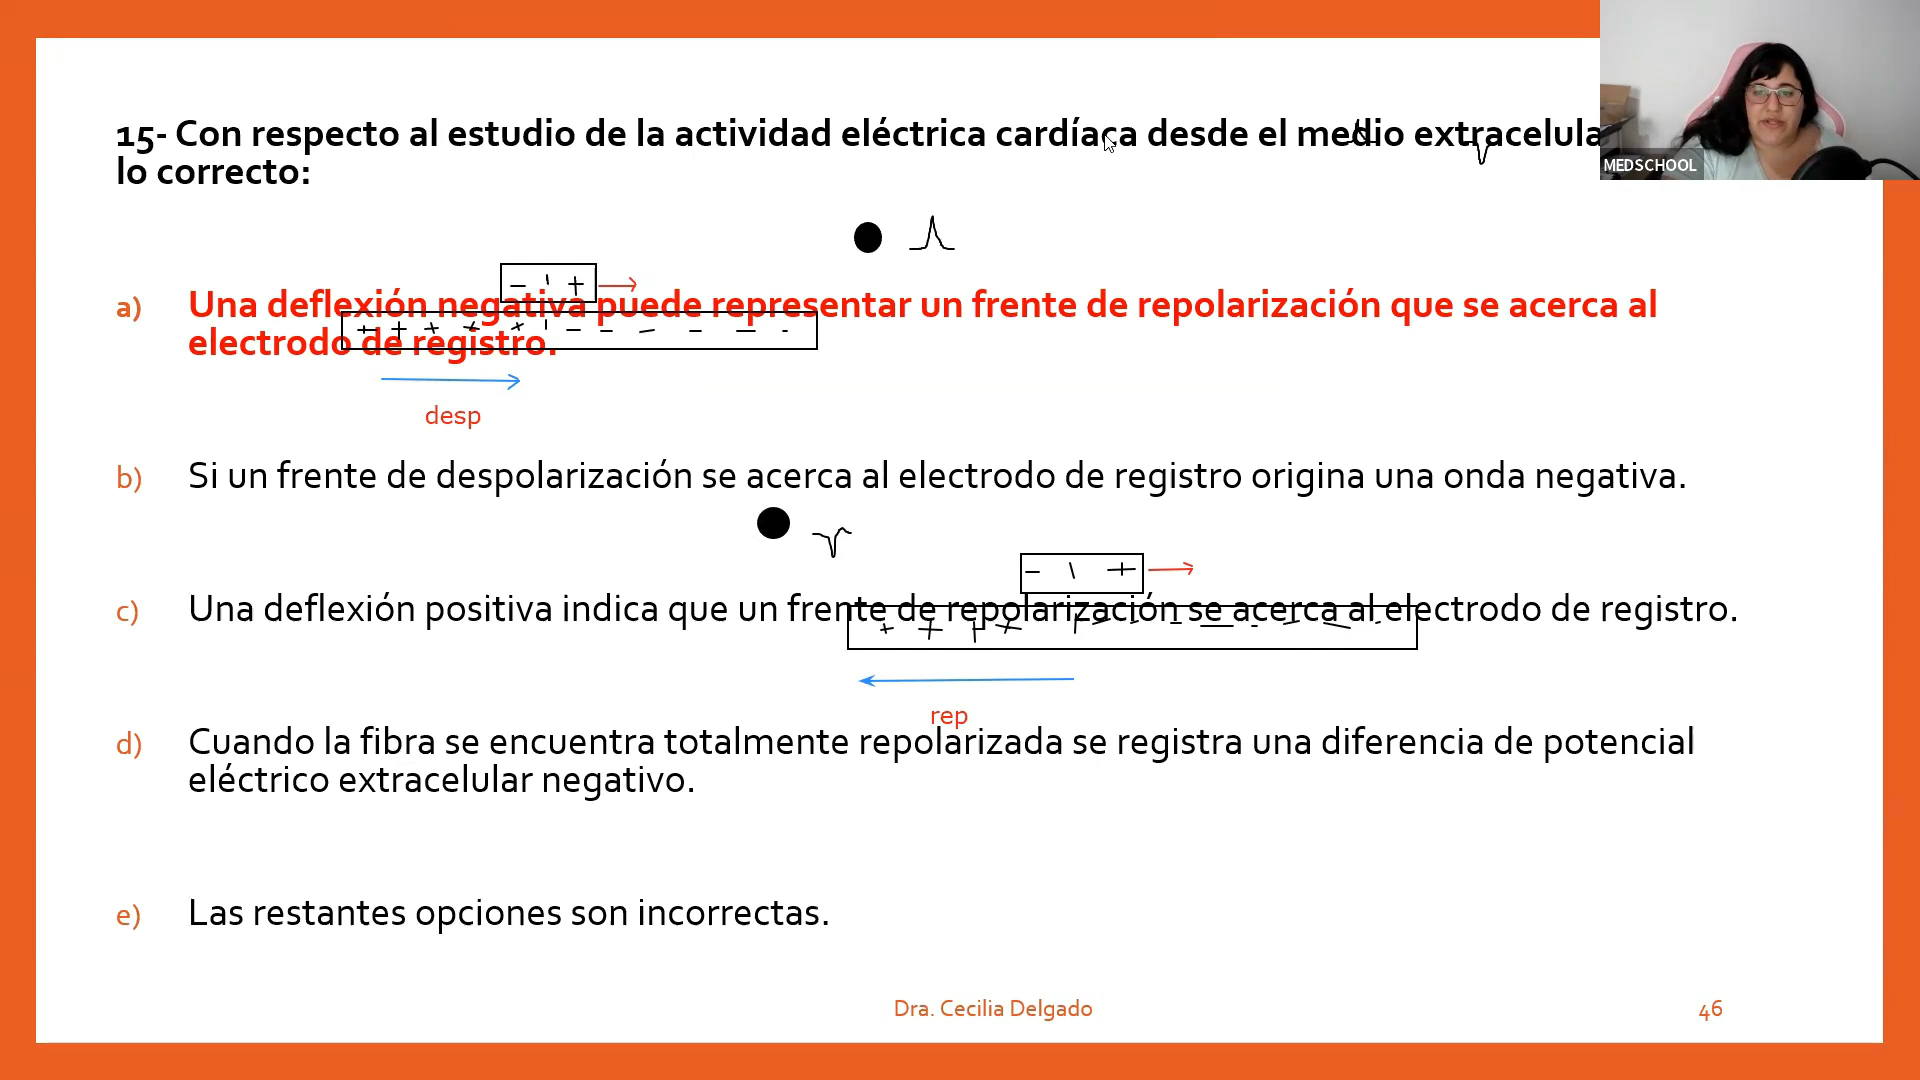 15- Con respecto al estudio de la actividad eléctrica cardíaca desde el medio extracelula
lo correcto:
MEDSCHOOL
- ' +
a) Una deflexión negativa puede representar un frente de repolarización que se acerca al
+ + + + + ' - - - - - -
electrodo de registro.
desp
b) Si un frente de despolarización se acerca al electrodo de registro origina una onda negativa.
- \ +
c) Una deflexión positiva indica que un frente de repolarización se acerca al electrodo de registro.
rep
d) Cuando la fibra se encuentra totalmente repolarizada se registra una diferencia de potencial
eléctrico extracelular negativo.
e) Las restantes opciones son incorrectas.
Dra. Cecilia Delgado
46